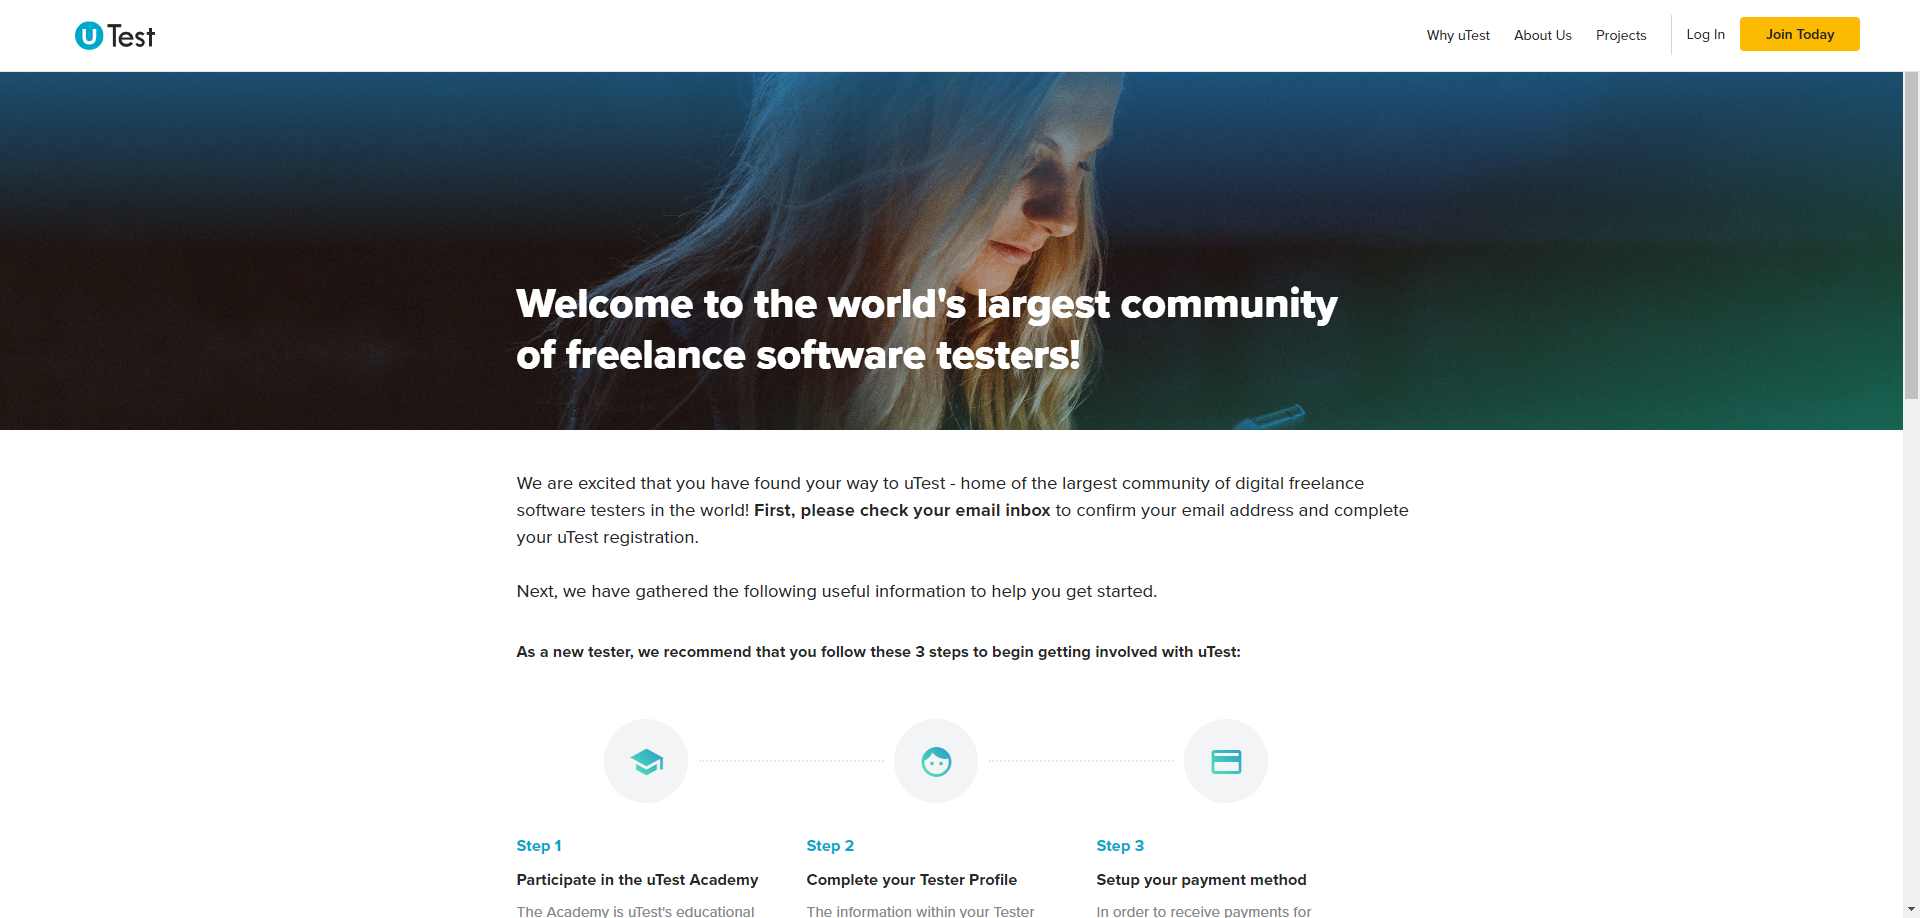 uTest
Why uTest
About Us
Projects
Log In
Join Today
Welcome to the world's largest community
of freelance software testers!
We are excited that you have found your way to uTest - home of the largest community of digital freelance
software testers in the world! First, please check your email inbox to confirm your email address and complete
your uTest registration.
Next, we have gathered the following useful information to help you get started.
As a new tester, we recommend that you follow these 3 steps to begin getting involved with uTest:
Step 1
Participate in the uTest Academy
The Academy is uTest's educational
Step 2
Complete your Tester Profile
The information within your Tester
Step 3
Setup your payment method
In order to receive payments for